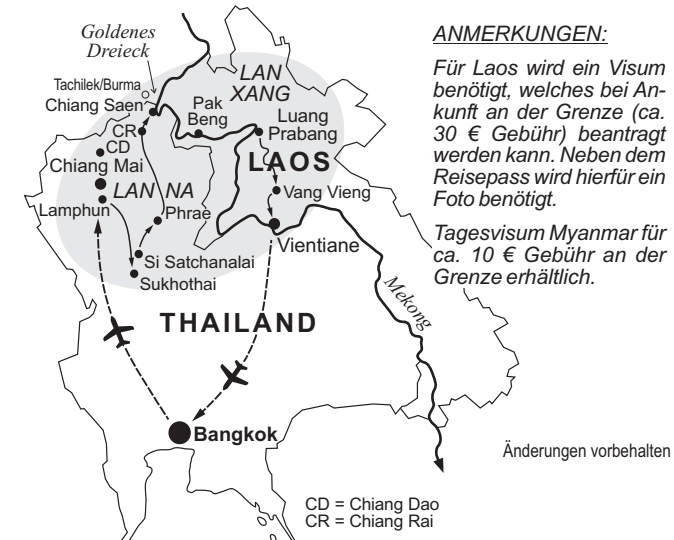 Goldenes
Dreieck
Tachilek/Burma
Chiang Saen
LAN
XANG
Pak
Beng
Luang
Prabang
CR
CD
Chiang Mai
LAOS
LAN NA
Vang Vieng
Lamphun
Phrae
Vientiane
Si Satchanalai
Sukhothai
Mekong
THAILAND
Bangkok
CD = Chiang Dao
CR = Chiang Rai
ANMERKUNGEN:
Für Laos wird ein Visum
benötigt, welches bei An-
kunft an der Grenze (ca.
30 € Gebühr) beantragt
werden kann. Neben dem
Reisepass wird hierfür ein
Foto benötigt.
Tagesvisum Myanmar für
ca. 10 € Gebühr an der
Grenze erhältlich.
Änderungen vorbehalten